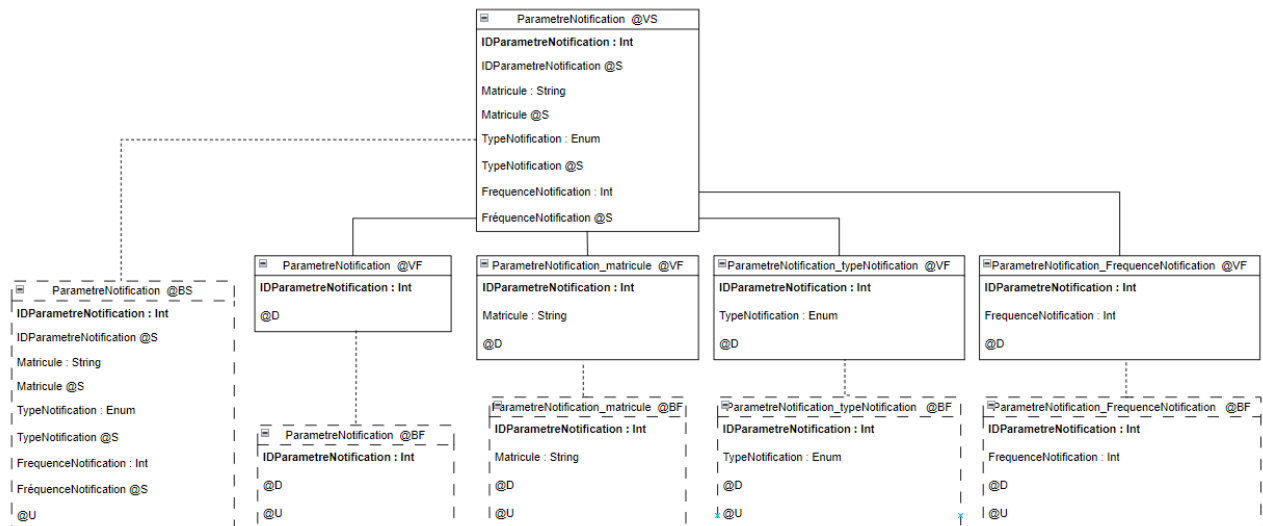 ParametreNotification @VS
IDParametreNotification : Int
IDParametreNotification @S
Matricule : String
Matricule @S
TypeNotification : Enum
TypeNotification @S
FrequenceNotification : Int
FréquenceNotification @S
ParametreNotification @BS
IDParametreNotification : Int
IDParametreNotification @S
Matricule : String
Matricule @S
TypeNotification : Enum
TypeNotification @S
FrequenceNotification : Int
FréquenceNotification @S
@U
ParametreNotification @VF
IDParametreNotification : Int
@D
ParametreNotification_matricule @VF
IDParametreNotification : Int
Matricule : String
@D
ParametreNotification_typeNotification @VF
IDParametreNotification : Int
TypeNotification : Enum
@D
ParametreNotification_FrequenceNotification @VF
IDParametreNotification : Int
FrequenceNotification : Int
@D
ParametreNotification @BF
IDParametreNotification : Int
@D
@U
ParametreNotification_matricule @BF
IDParametreNotification : Int
Matricule : String
@D
@U
ParametreNotification_typeNotification @BF
IDParametreNotification : Int
TypeNotification : Enum
@D
@U
ParametreNotification_FrequenceNotification @BF
IDParametreNotification : Int
FrequenceNotification : Int
@D
@U